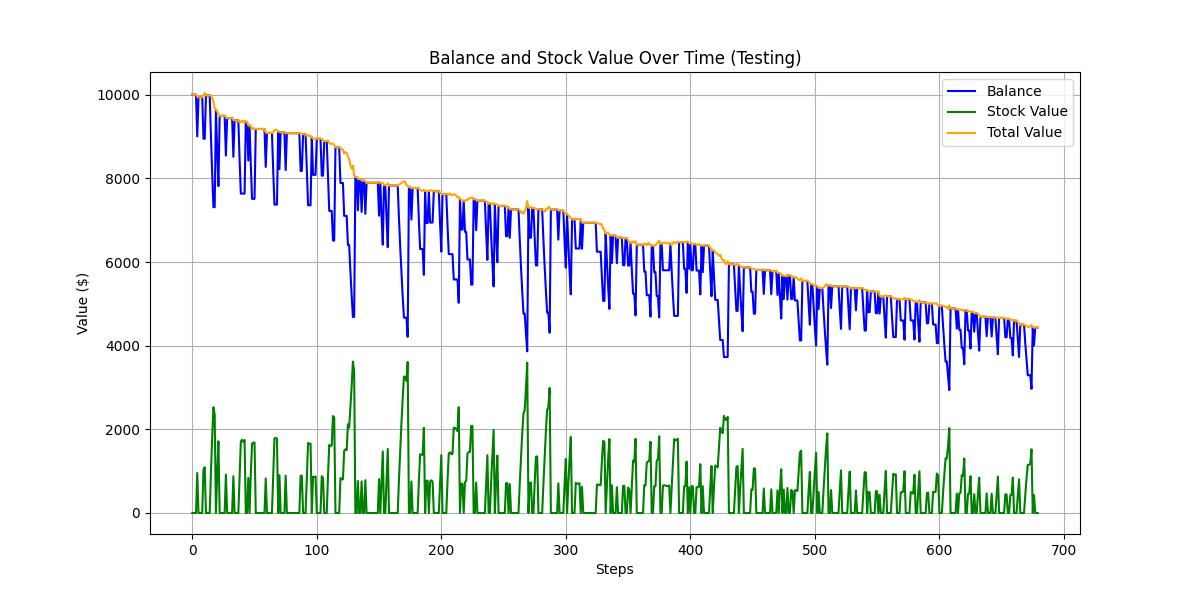 Balance and Stock Value Over Time (Testing)
Balance
Stock Value
Total Value
Value ($)
10000
8000
6000
4000
2000
0
0 100 200 300 400 500 600 700
Steps